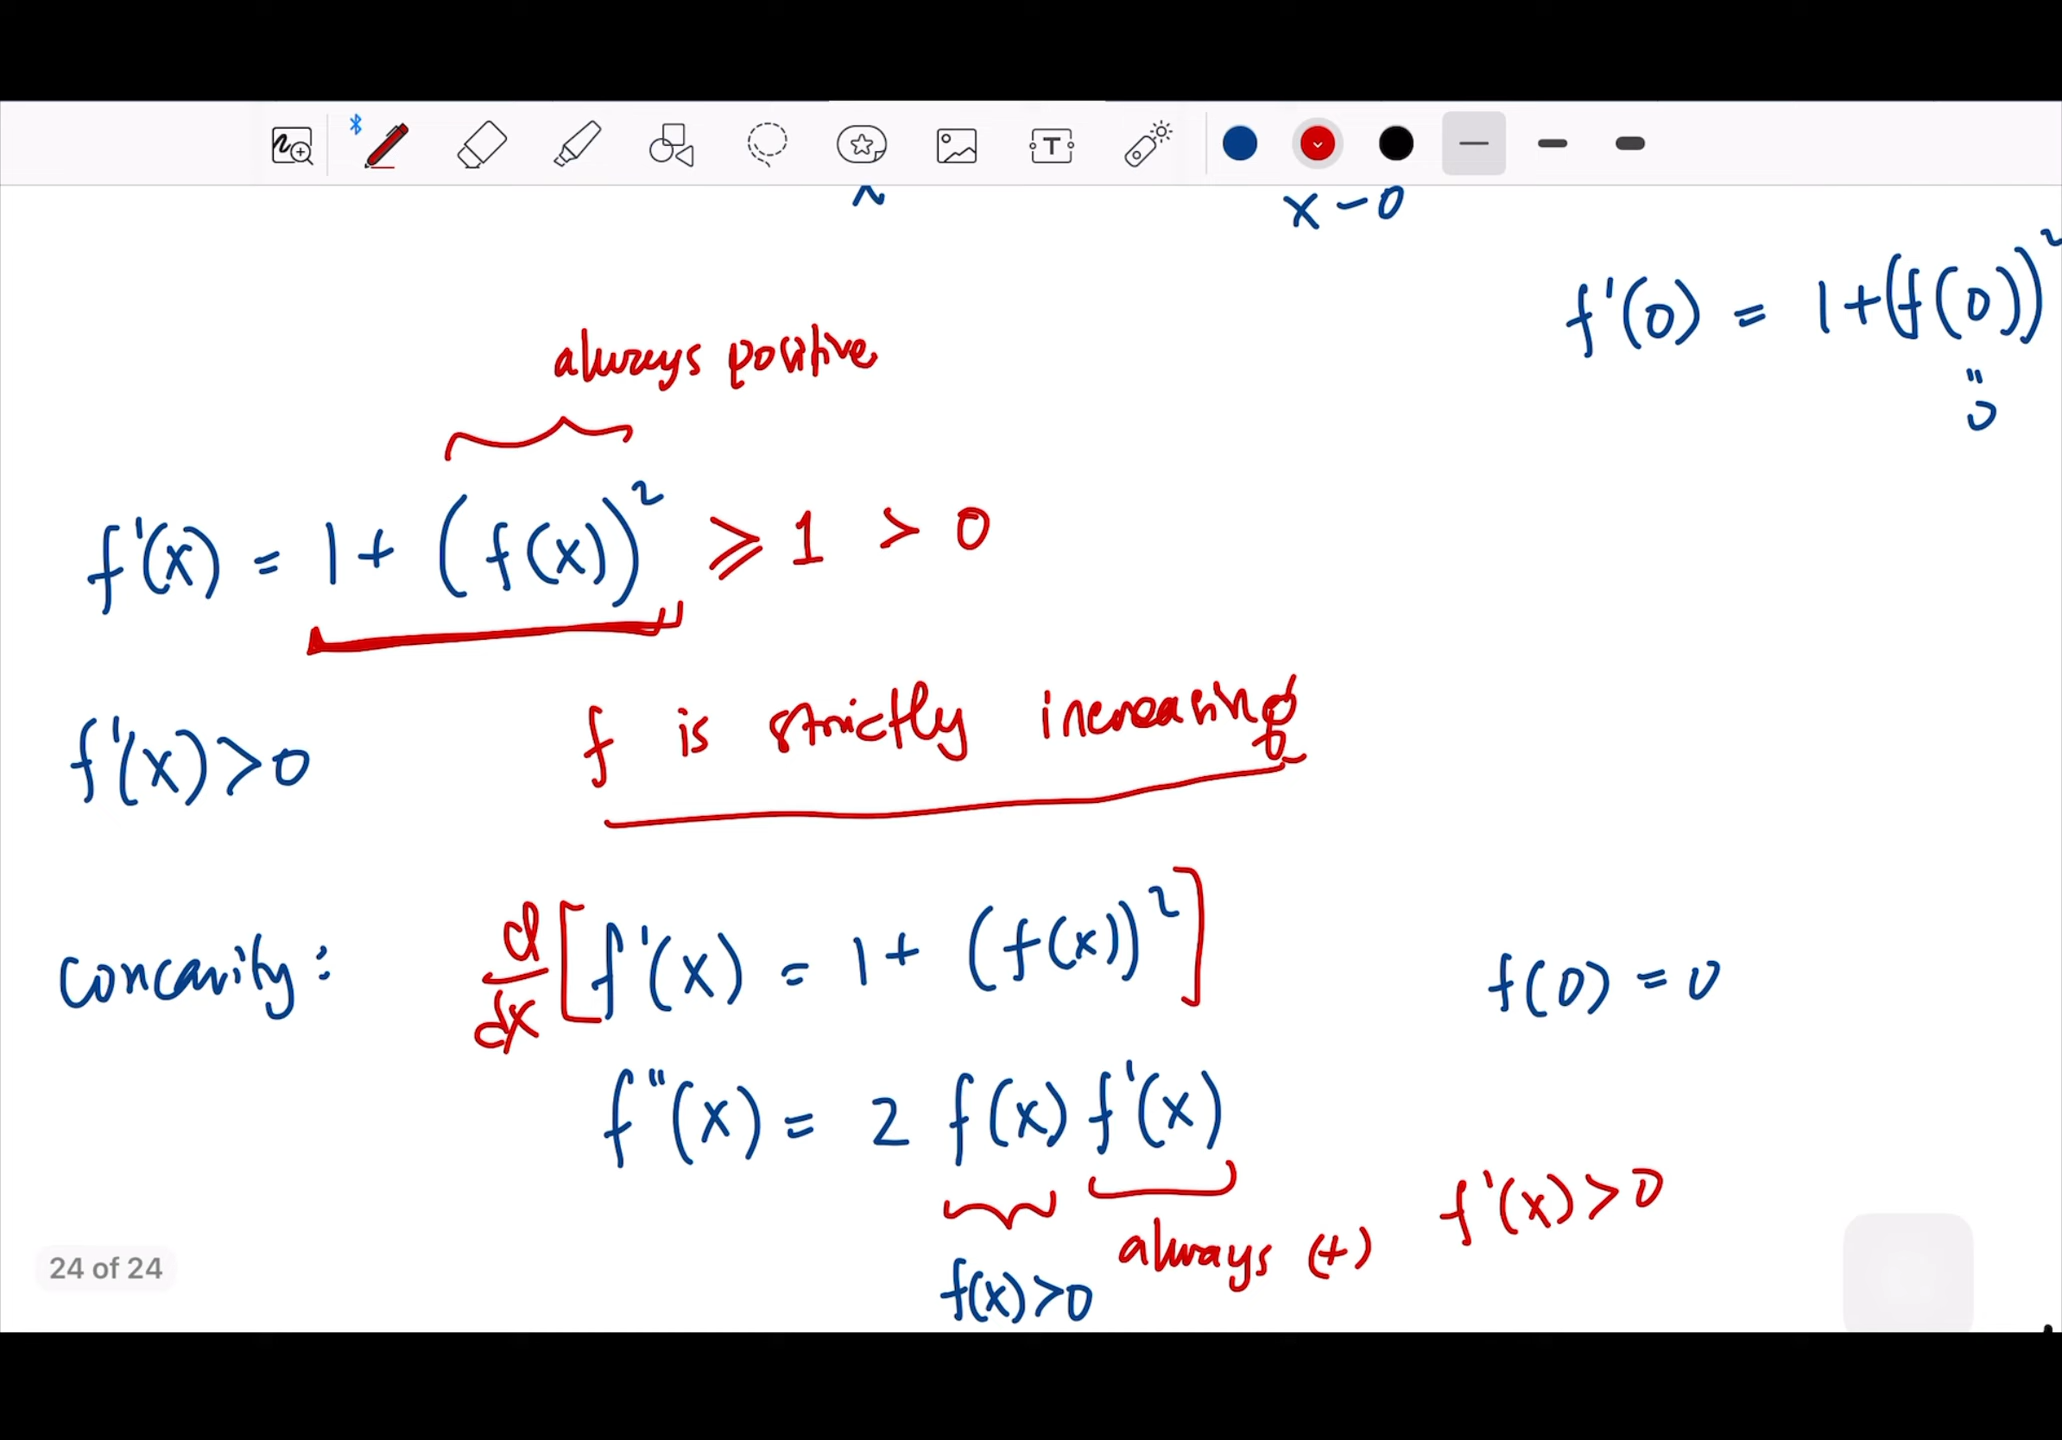 x - 0
f'(0) = 1+(f(0))²
"
0
always positive
f'(x) = 1+ (f(x))² ⩾ 1 > 0
f'(x)>0 f is strictly increasing
concavity: d/dx [f'(x) = 1+ (f(x))²]
f(0) = 0
f"(x) = 2 f(x) f'(x)
always (+) f'(x)>0
f(x)>0
24 of 24